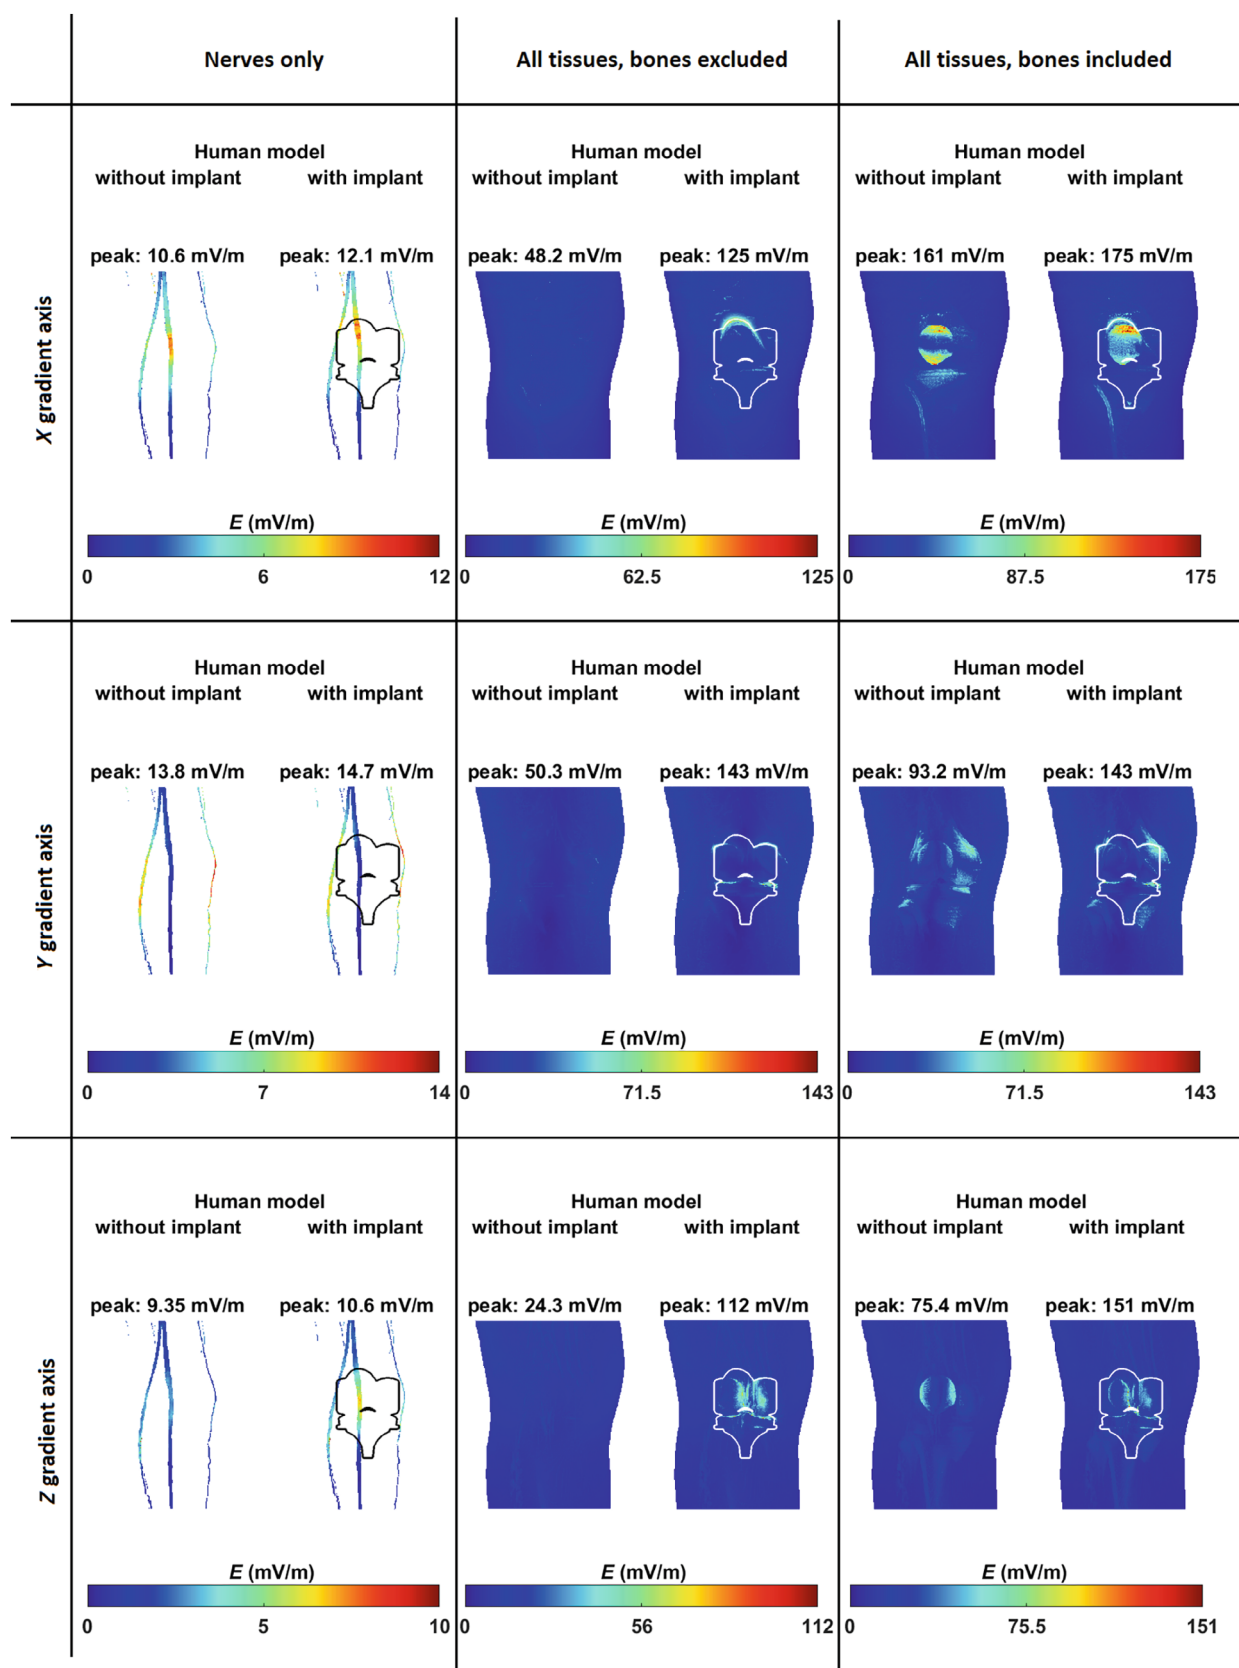 Nerves only
All tissues, bones excluded
All tissues, bones included
X gradient axis
Human model
without implant with implant
peak: 10.6 mV/m peak: 12.1 mV/m
E (mV/m)
0 6 12
Human model
without implant with implant
peak: 48.2 mV/m peak: 125 mV/m
E (mV/m)
0 62.5 125
Human model
without implant with implant
peak: 161 mV/m peak: 175 mV/m
E (mV/m)
0 87.5 175
Y gradient axis
Human model
without implant with implant
peak: 13.8 mV/m peak: 14.7 mV/m
E (mV/m)
0 7 14
Human model
without implant with implant
peak: 50.3 mV/m peak: 143 mV/m
E (mV/m)
0 71.5 143
Human model
without implant with implant
peak: 93.2 mV/m peak: 143 mV/m
E (mV/m)
0 71.5 143
Z gradient axis
Human model
without implant with implant
peak: 9.35 mV/m peak: 10.6 mV/m
E (mV/m)
0 5 10
Human model
without implant with implant
peak: 24.3 mV/m peak: 112 mV/m
E (mV/m)
0 56 112
Human model
without implant with implant
peak: 75.4 mV/m peak: 151 mV/m
E (mV/m)
0 75.5 151